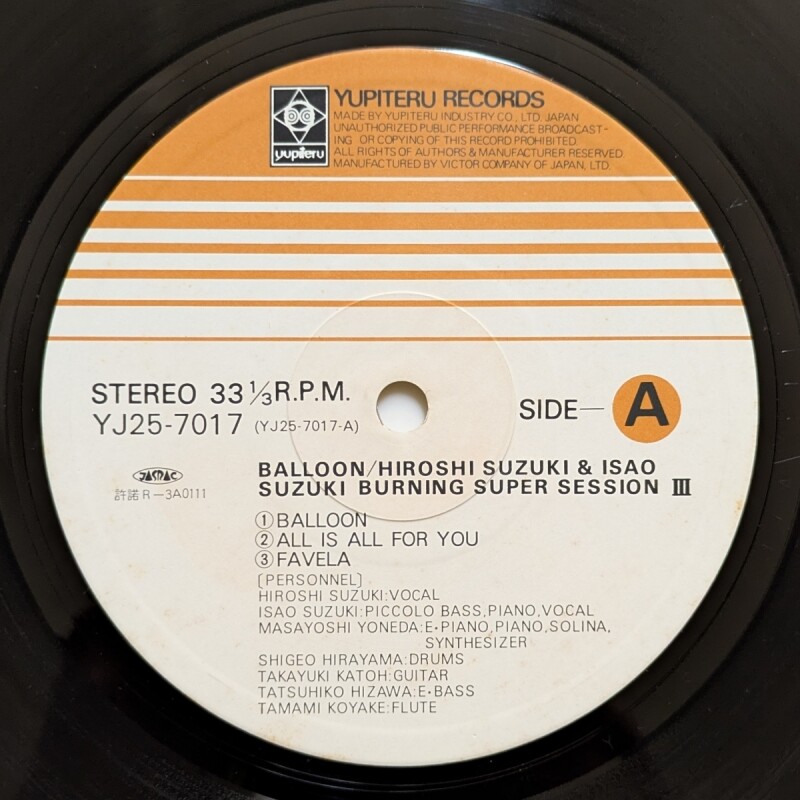 yupiteru
YUPITERU RECORDS
MADE BY YUPITERU INDUSTRY CO., LTD. JAPAN
UNAUTHORIZED PUBLIC PERFORMANCE BROADCAST-
ING OR COPYING OF THIS RECORD PROHIBITED.
ALL RIGHTS OF AUTHORS & MANUFACTURER RESERVED.
MANUFACTURED BY VICTOR COMPANY OF JAPAN, LTD.
STEREO 33⅓R.P.M.
YJ25-7017 (YJ25-7017-A)
SIDE— A
JASRAC
許諾 R-3A0111
BALLOON/HIROSHI SUZUKI & ISAO
SUZUKI BURNING SUPER SESSION Ⅲ
①BALLOON
②ALL IS ALL FOR YOU
③FAVELA
[PERSONNEL]
HIROSHI SUZUKI:VOCAL
ISAO SUZUKI:PICCOLO BASS,PIANO,VOCAL
MASAYOSHI YONEDA:E·PIANO,PIANO,SOLINA,
SYNTHESIZER
SHIGEO HIRAYAMA:DRUMS
TAKAYUKI KATOH:GUITAR
TATSUHIKO HIZAWA:E·BASS
TAMAMI KOYAKE:FLUTE